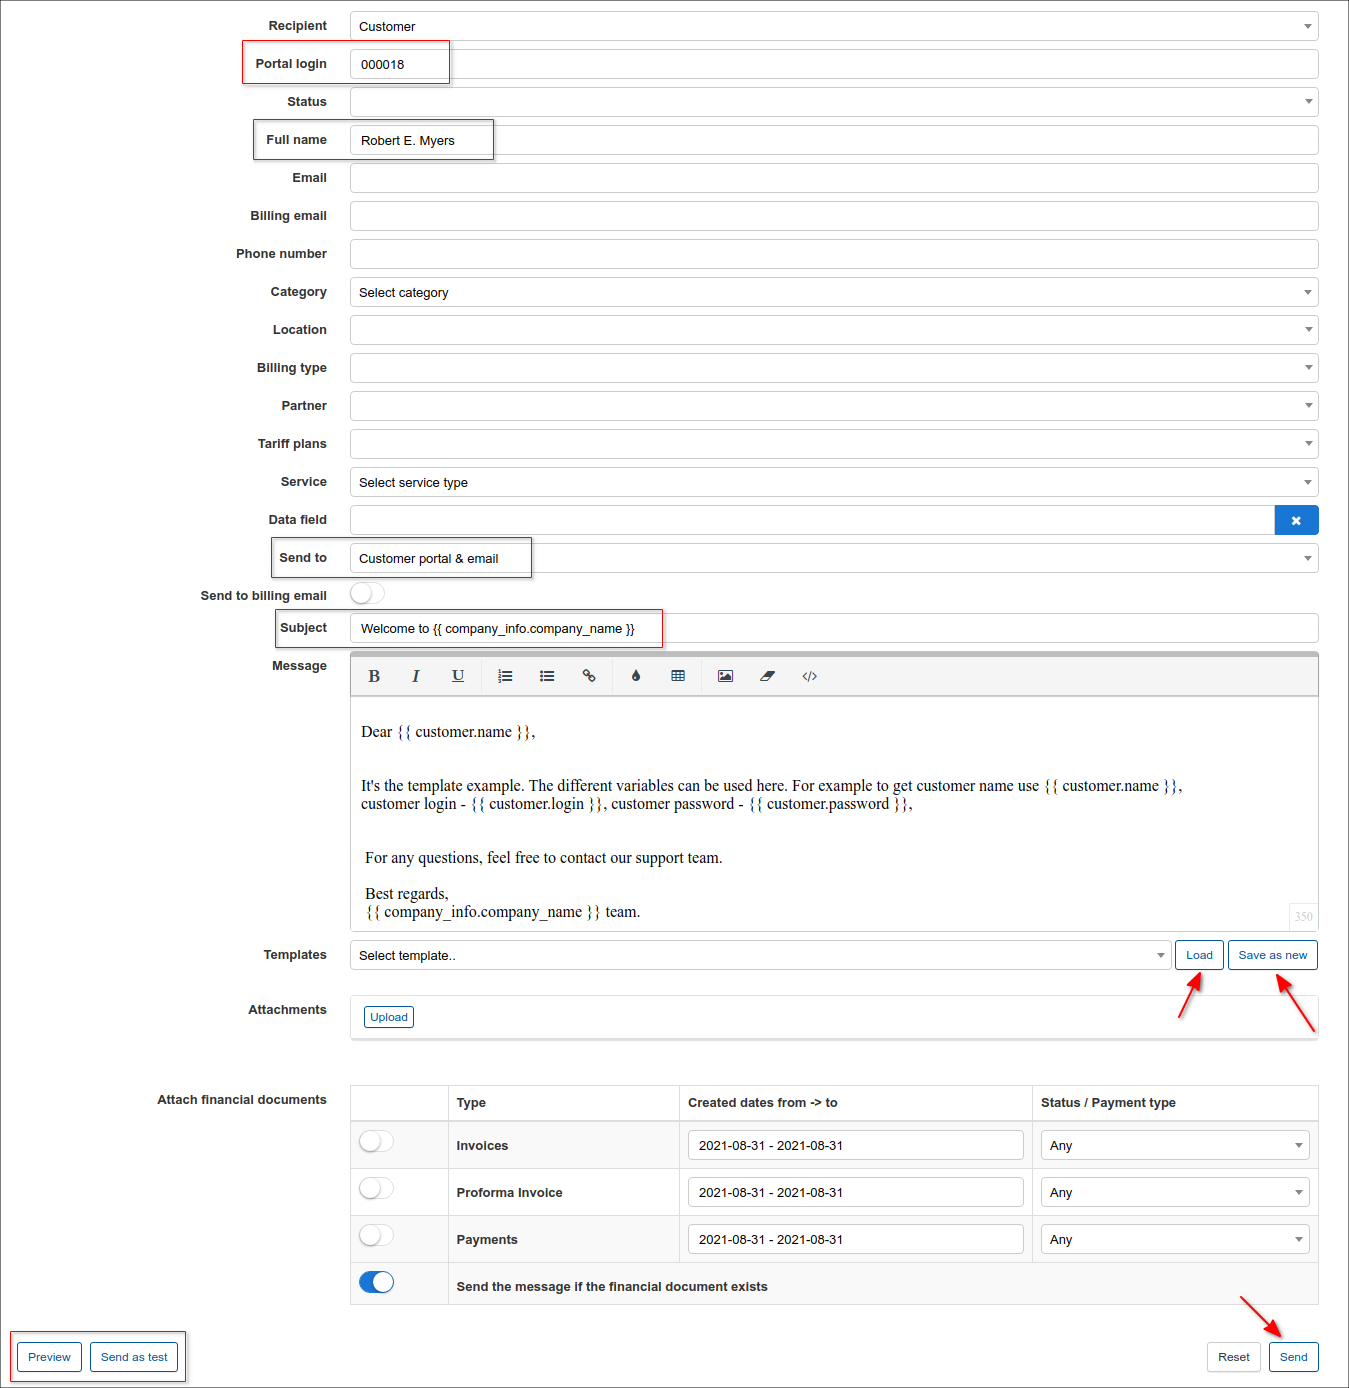 Recipient Customer
Portal login 000018
Status
Full name Robert E. Myers
Email
Billing email
Phone number
Category Select category
Location
Billing type
Partner
Tariff plans
Service Select service type
Data field
Send to Customer portal & email
Send to billing email
Subject Welcome to {{ company_info.company_name }}
Message
B I U
Dear {{ customer.name }},
It's the template example. The different variables can be used here. For example to get customer name use {{ customer.name }},
customer login - {{ customer.login }}, customer password - {{ customer.password }},
For any questions, feel free to contact our support team.
Best regards,
{{ company_info.company_name }} team.
350
Templates Select template.. Load Save as new
Attachments Upload
Attach financial documents Type Created dates from -> to Status / Payment type
Invoices 2021-08-31 - 2021-08-31 Any
Proforma Invoice 2021-08-31 - 2021-08-31 Any
Payments 2021-08-31 - 2021-08-31 Any
Send the message if the financial document exists
Preview Send as test Reset Send